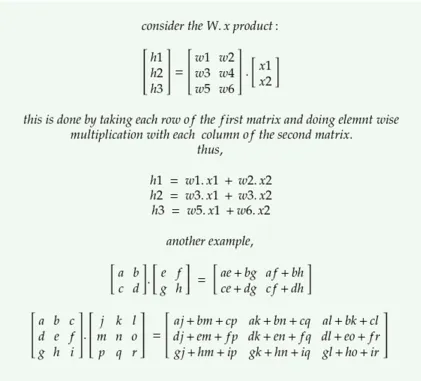 consider the W. x product :
[h1 h2 h3] = [w1 w2 w3 w4 w5 w6] . [x1 x2]
this is done by taking each row of the first matrix and doing elemnt wise
multiplication with each column of the second matrix.
thus,
h1 = w1. x1 + w2. x2
h2 = w3. x1 + w3. x2
h3 = w5. x1 +w6. x2
another example,
[a b c d] . [e f g h] = [ae + bg af + bh ce + dg cf + dh]
[a b c d e f g h i] . [j k l m n o p q r] = [aj + bm + cp ak + bn + cq al + bk + cl dj + em + fp dk + en + fq dl + eo + fr gj + hm + ip gk + hn + iq gl + ho + ir]